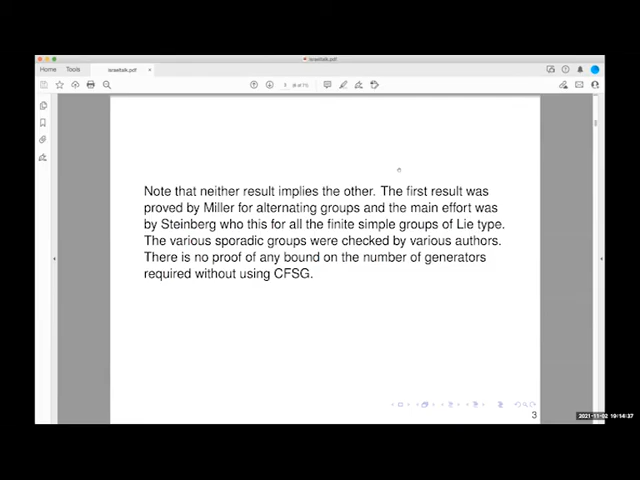 israeltalk.pdf
Home Tools israeltalk.pdf ×
Note that neither result implies the other. The first result was
proved by Miller for alternating groups and the main effort was
by Steinberg who this for all the finite simple groups of Lie type.
The various sporadic groups were checked by various authors.
There is no proof of any bound on the number of generators
required without using CFSG.
3
2021-11-02 19:14:37